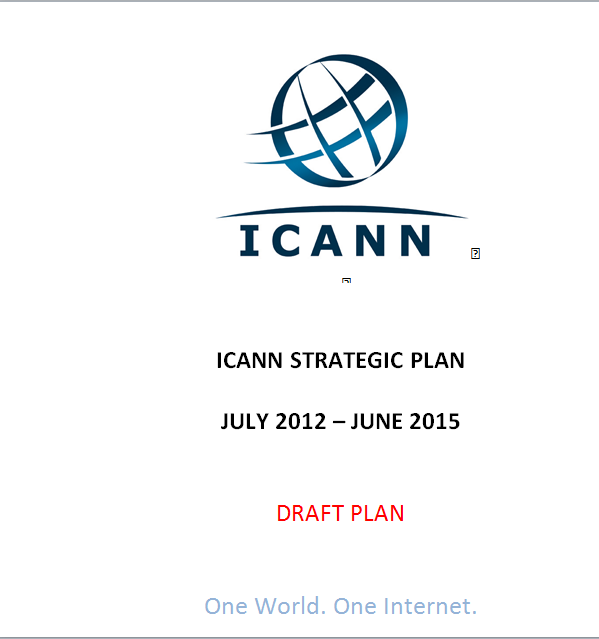 ICANN
ICANN STRATEGIC PLAN
JULY 2012 – JUNE 2015
DRAFT PLAN
One World. One Internet.